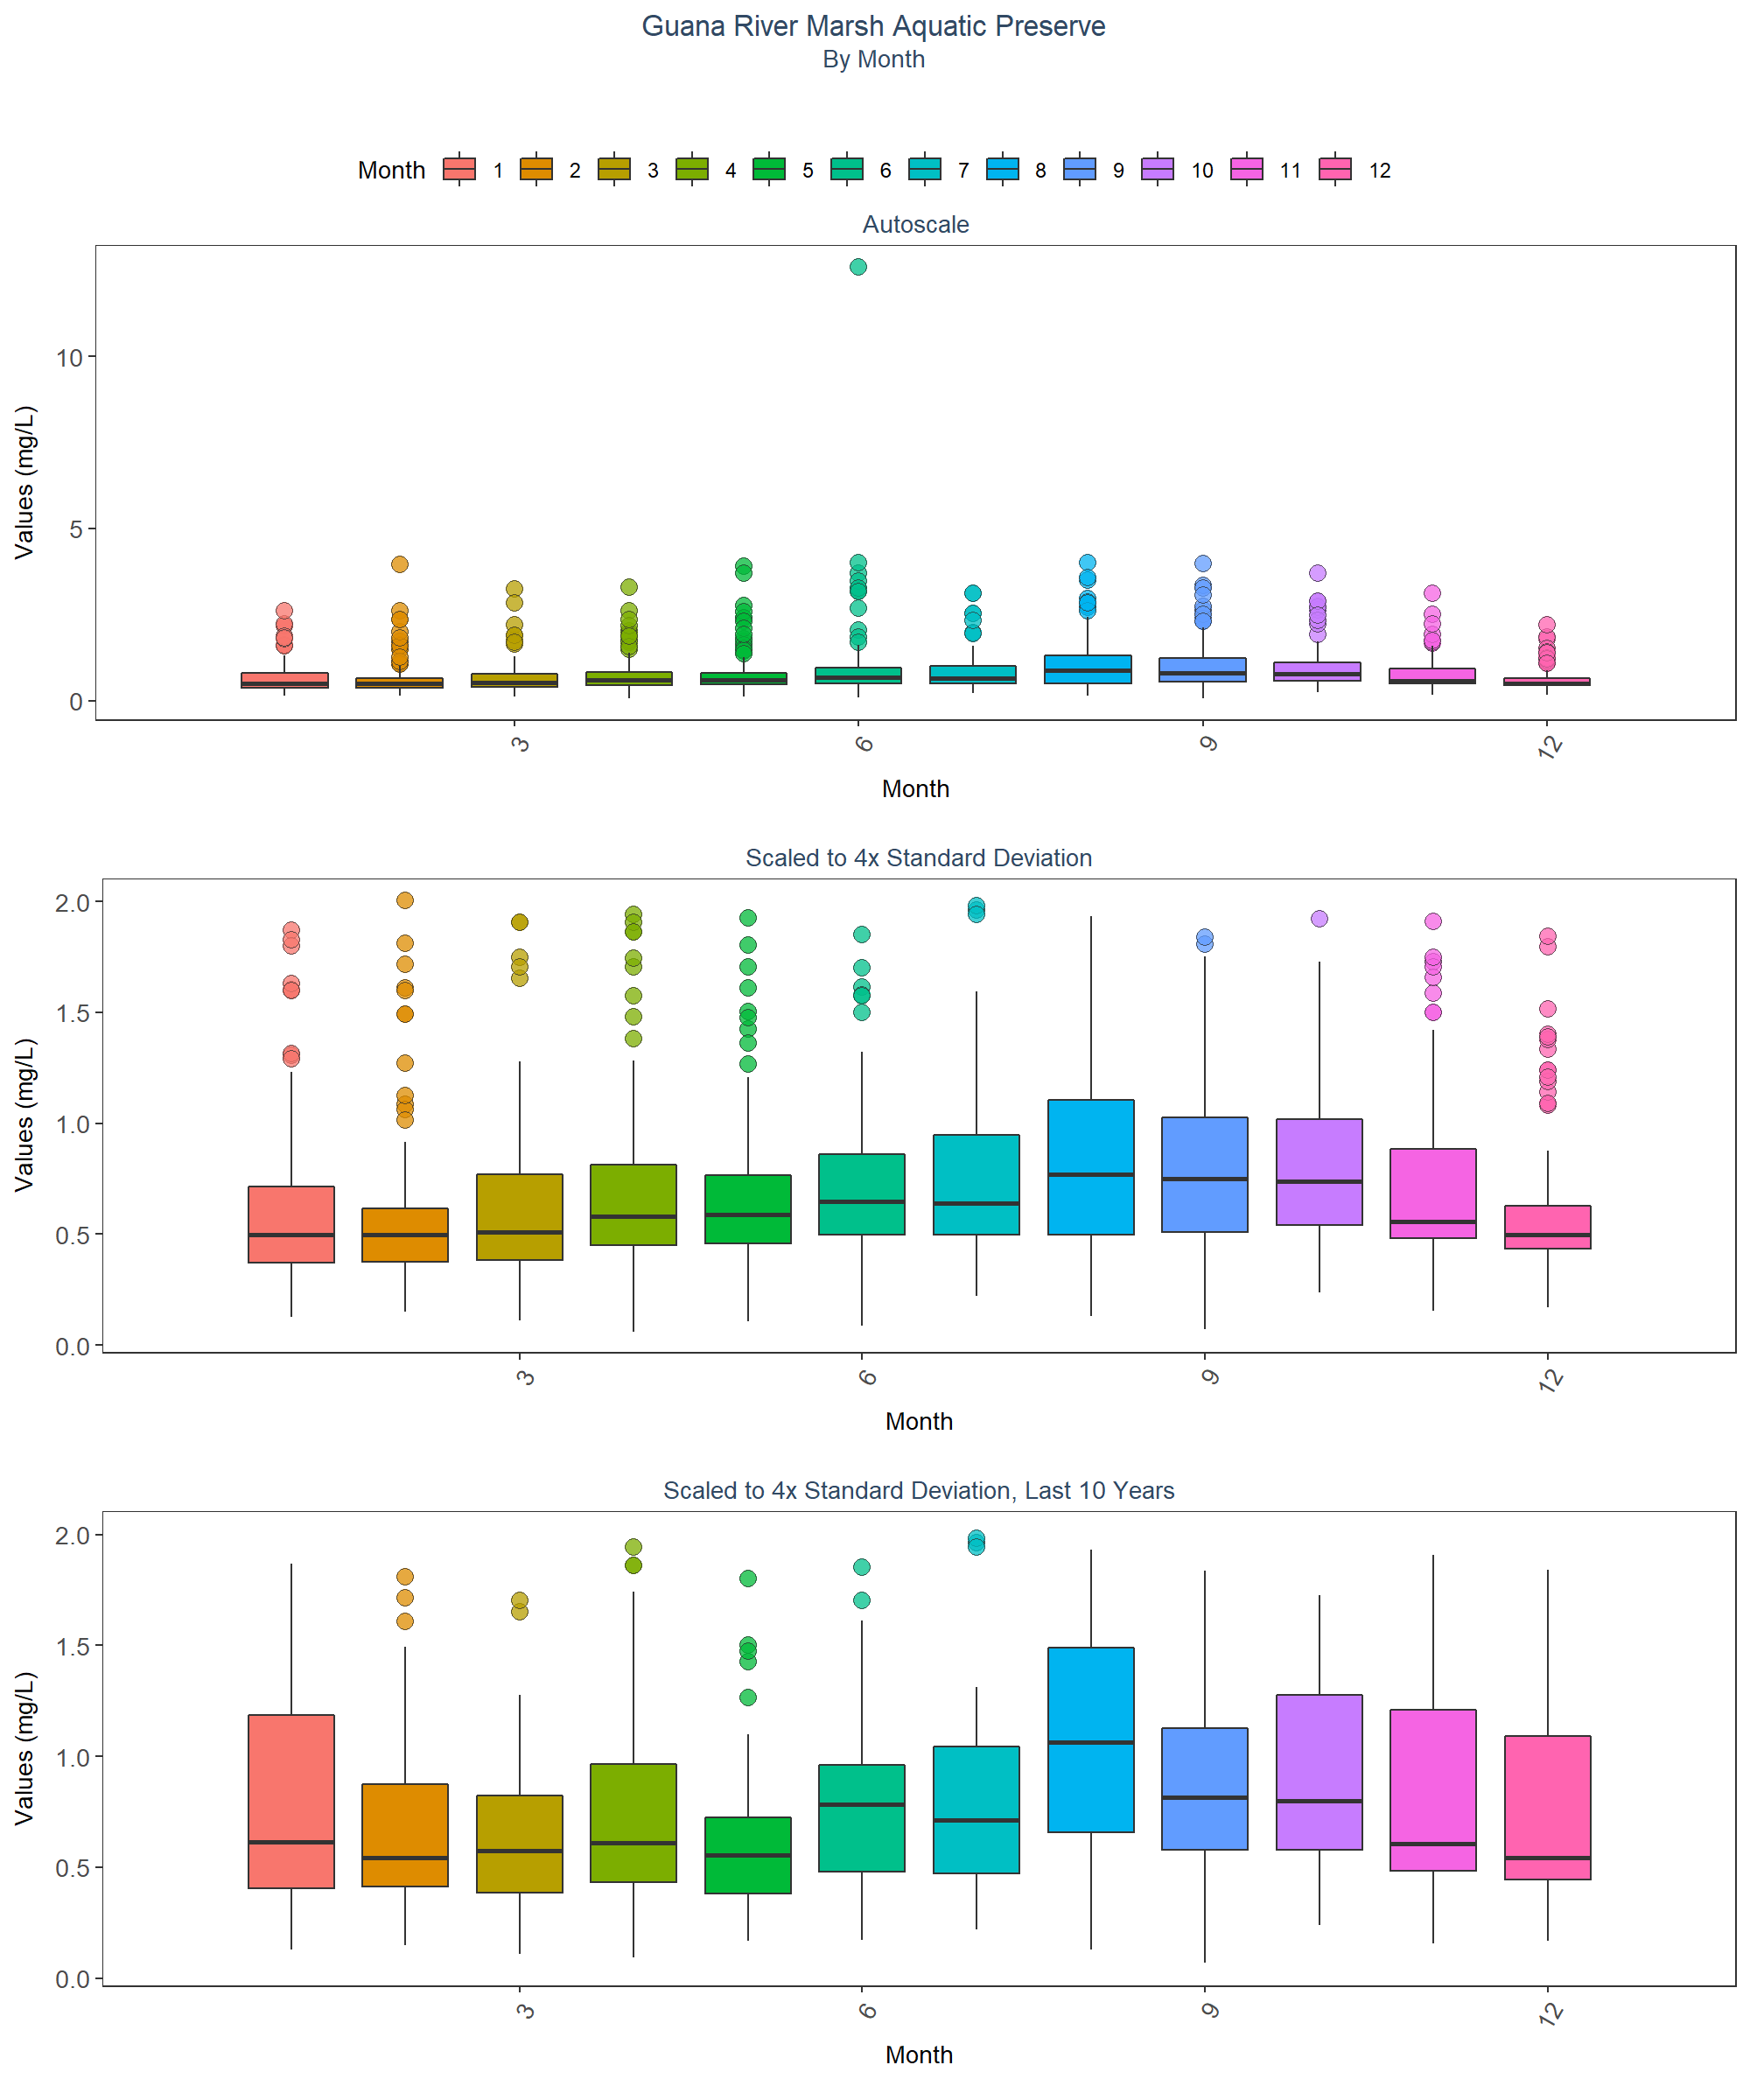 Guana River Marsh Aquatic Preserve
By Month
Month 1 2 3 4 5 6 7 8 9 10 11 12
Autoscale
Values (mg/L)
10
5
0
3 6 9 12
Month
Scaled to 4x Standard Deviation
Values (mg/L)
2.0
1.5
1.0
0.5
0.0
3 6 9 12
Month
Scaled to 4x Standard Deviation, Last 10 Years
Values (mg/L)
2.0
1.5
1.0
0.5
0.0
3 6 9 12
Month